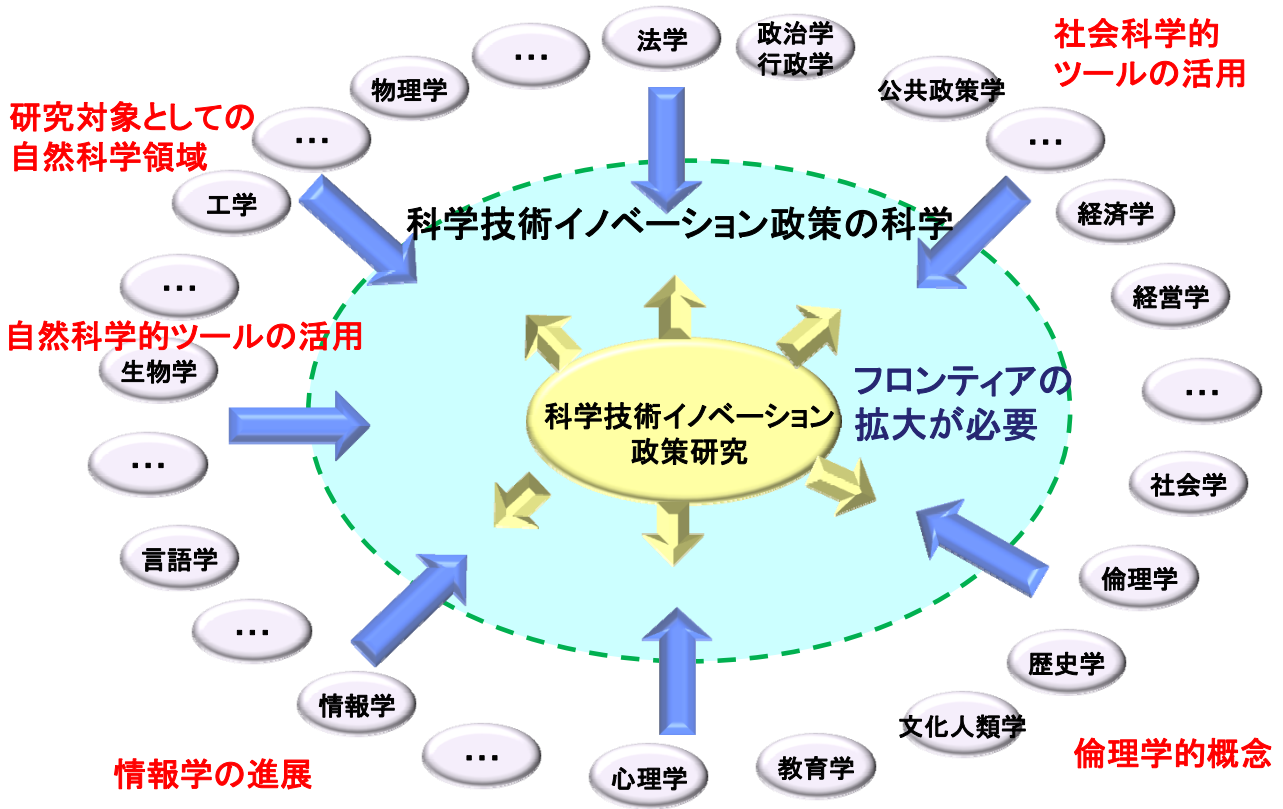 法学
政治学
行政学
社会科学的
ツールの活用
…
物理学
公共政策学
研究対象としての
自然科学領域
…
…
工学
経済学
科学技術イノベーション政策の科学
…
経営学
自然科学的ツールの活用
生物学
フロンティアの
拡大が必要
…
科学技術イノベーション
政策研究
…
社会学
言語学
倫理学
…
歴史学
情報学
文化人類学
…
心理学
教育学
倫理学的概念
情報学の進展